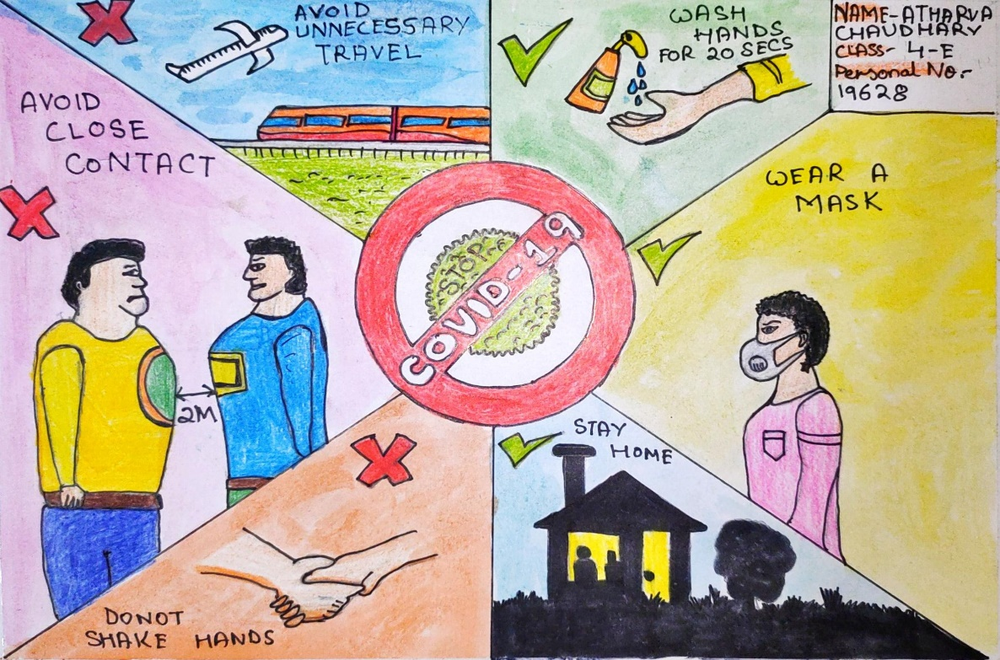 AVOID
UNNECESSARY
TRAVEL
WASH
HANDS
FOR 20 SECS
NAME-ATHARVA
CHAUDHARY
CLASS- 4-E
Personal No:-
19628
AVOID
CLOSE
CONTACT
WEAR A
MASK
STOP
COVID-19
2M
STAY
HOME
DONOT
SHAKE HANDS